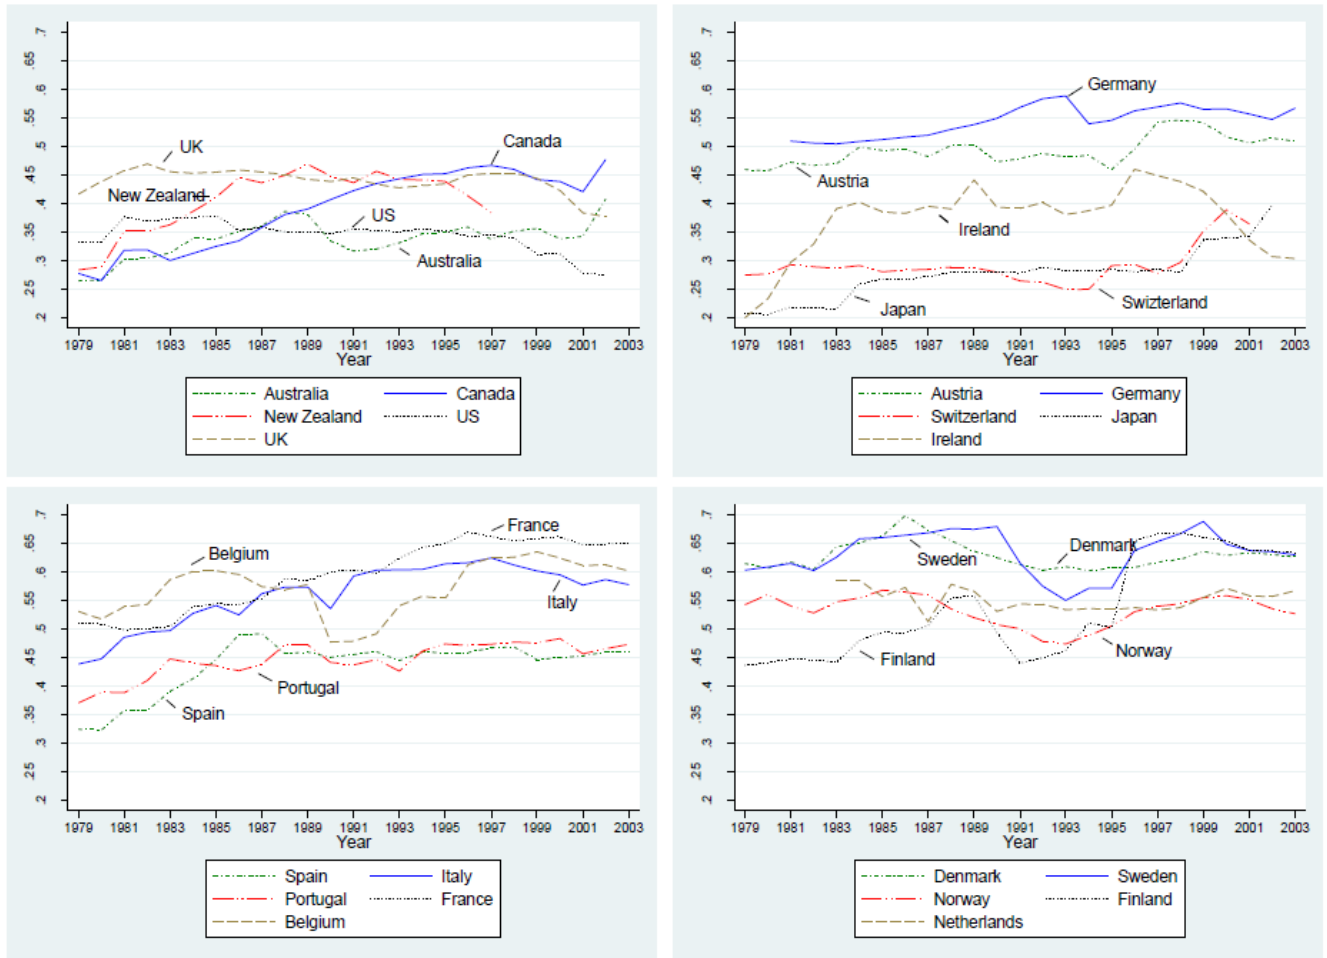 .7
.65
.6
.55
.5
.45
.4
.35
.3
.25
.2
UK
Canada
New Zealand
US
Australia
1979 1981 1983 1985 1987 1989 1991 1993 1995 1997 1999 2001 2003
Year
Australia Canada
New Zealand US
UK
.7
.65
.6
.55
.5
.45
.4
.35
.3
.25
.2
Germany
Austria
Ireland
Japan
Swizterland
1979 1981 1983 1985 1987 1989 1991 1993 1995 1997 1999 2001 2003
Year
Austria Germany
Switzerland Japan
Ireland
.7
.65
.6
.55
.5
.45
.4
.35
.3
.25
.2
France
Belgium
Italy
Portugal
Spain
1979 1981 1983 1985 1987 1989 1991 1993 1995 1997 1999 2001 2003
Year
Spain Italy
Portugal France
Belgium
.7
.65
.6
.55
.5
.45
.4
.35
.3
.25
.2
Denmark
Sweden
Norway
Finland
1979 1981 1983 1985 1987 1989 1991 1993 1995 1997 1999 2001 2003
Year
Denmark Sweden
Norway Finland
Netherlands